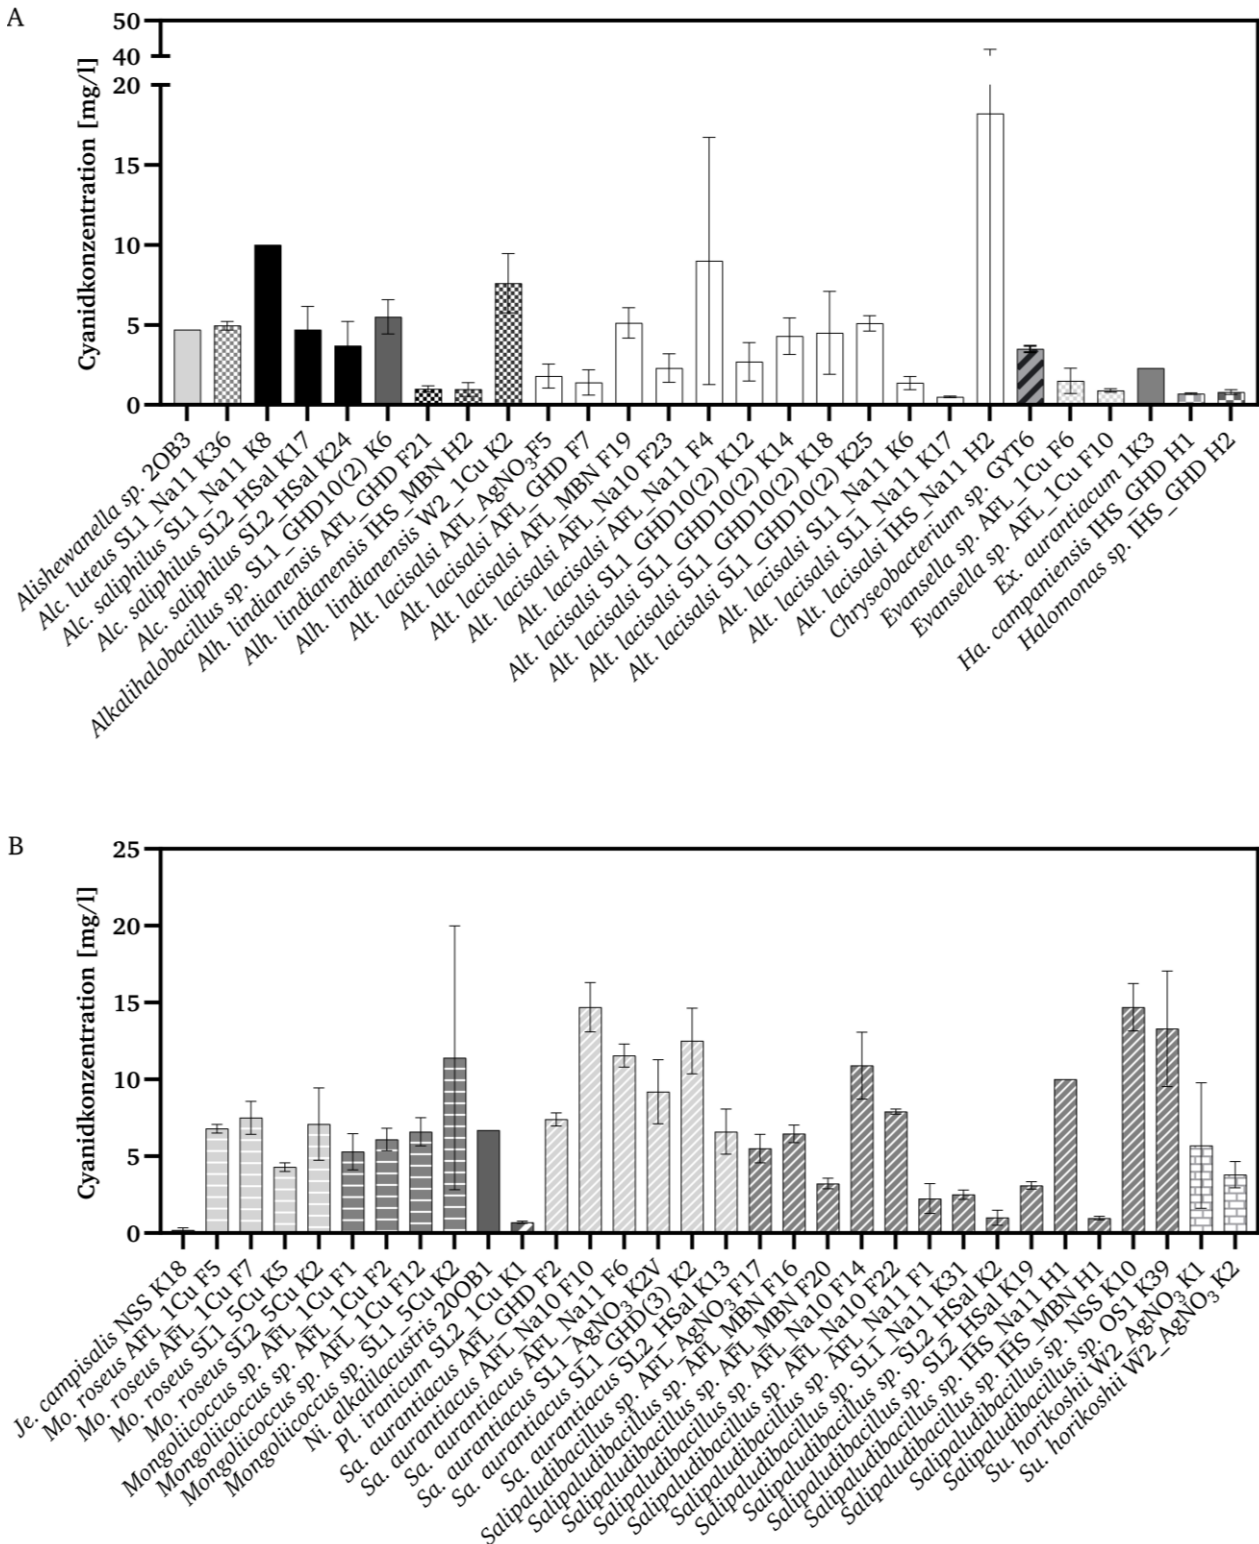 A
Cyanidkonzentration [mg/l]
50
40
20
15
10
5
0
Alishewanella sp. 2OB3
Alc. luteus SL1_Na11 K36
Alc. saliphilus SL1_Na11 K8
Alc. saliphilus SL2_HSal K17
Alc. saliphilus SL2_HSal K24
Alkalihalobacillus sp. SL1_GHD10(2) K6
Alh. lindianensis AFL_GHD F21
Alh. lindianensis IHS_MBN H2
Alh. lindianensis W2_1Cu K2
Alt. lacisalsi AFL_AgNO₃F5
Alt. lacisalsi AFL_GHD F7
Alt. lacisalsi AFL_MBN F19
Alt. lacisalsi AFL_Na10 F23
Alt. lacisalsi AFL_Na11 F4
Alt. lacisalsi SL1_GHD10(2) K12
Alt. lacisalsi SL1_GHD10(2) K14
Alt. lacisalsi SL1_GHD10(2) K18
Alt. lacisalsi SL1_GHD10(2) K25
Alt. lacisalsi SL1_Na11 K6
Alt. lacisalsi SL1_Na11 K17
Alt. lacisalsi IHS_Na11 H2
Chryseobacterium sp. GYT6
Evansella sp. AFL_1Cu F6
Evansella sp. AFL_1Cu F10
Ex. aurantiacum 1K3
Ha. campaniensis IHS_GHD H1
Halomonas sp. IHS_GHD H2
B
Cyanidkonzentration [mg/l]
25
20
15
10
5
0
Je. campisalis NSS K18
Mo. roseus AFL_1Cu F5
Mo. roseus AFL_1Cu F7
Mo. roseus SL1_5Cu K5
Mo. roseus SL2_5Cu K2
Mongoliicoccus sp. AFL_1Cu F1
Mongoliicoccus sp. AFL_1Cu F2
Mongoliicoccus sp. AFL_1Cu F12
Mongoliicoccus sp. SL1_5Cu K2
Ni. alkalilacustris 20OB1
Pl. iranicum SL2_1Cu K1
Sa. aurantiacus AFL_GHD F2
Sa. aurantiacus AFL_Na10 F10
Sa. aurantiacus AFL_Na11 F6
Sa. aurantiacus SL1_AgNO₃ K2V
Sa. aurantiacus SL1_GHD(3) K2
Sa. aurantiacus SL2_HSal K13
Salipaludibacillus sp. AFL_AgNO₃ F17
Salipaludibacillus sp. AFL_MBN F16
Salipaludibacillus sp. AFL_MBN F20
Salipaludibacillus sp. AFL_Na10 F14
Salipaludibacillus sp. AFL_Na10 F22
Salipaludibacillus sp. AFL_Na11 F1
Salipaludibacillus sp. SL1_Na11 K31
Salipaludibacillus sp. SL2_HSal K2
Salipaludibacillus sp. SL2_HSal K19
Salipaludibacillus sp. IHS_Na11 H1
Salipaludibacillus sp. IHS_MBN H1
Salipaludibacillus sp. NSS K10
Salipaludibacillus sp. OS1 K39
Su. horikoshii W2_AgNO₃ K1
Su. horikoshii W2_AgNO₃ K2